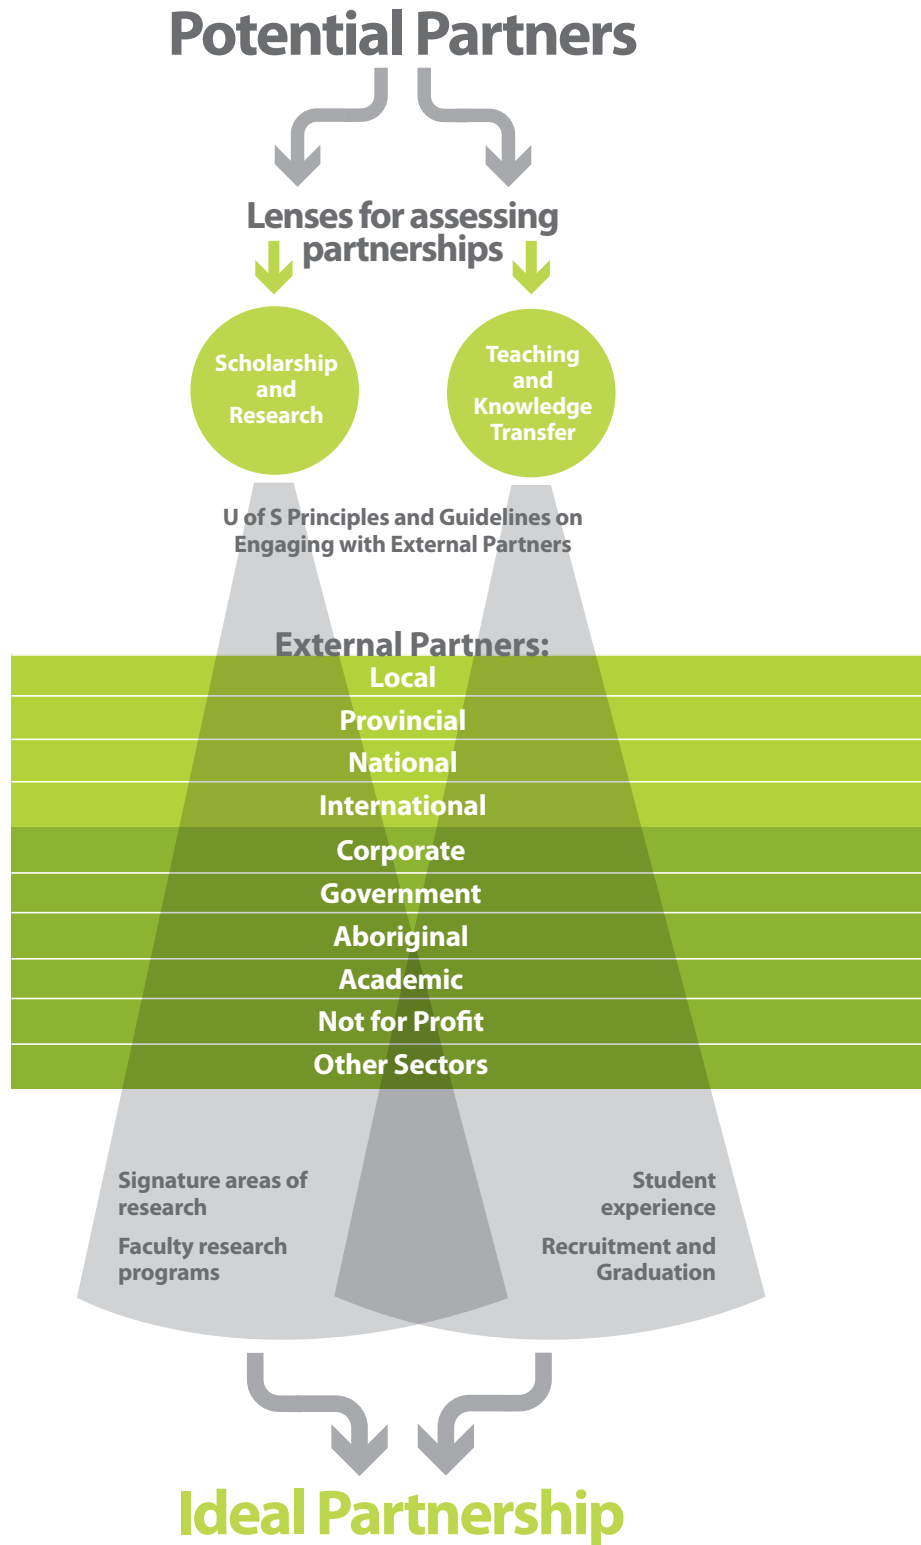 Potential Partners
Lenses for assessing
partnerships
Scholarship
and
Research
Teaching
and
Knowledge
Transfer
U of S Principles and Guidelines on
Engaging with External Partners
External Partners:
Local
Provincial
National
International
Corporate
Government
Aboriginal
Academic
Not for Profit
Other Sectors
Signature areas of
research
Faculty research
programs
Student
experience
Recruitment and
Graduation
Ideal Partnership